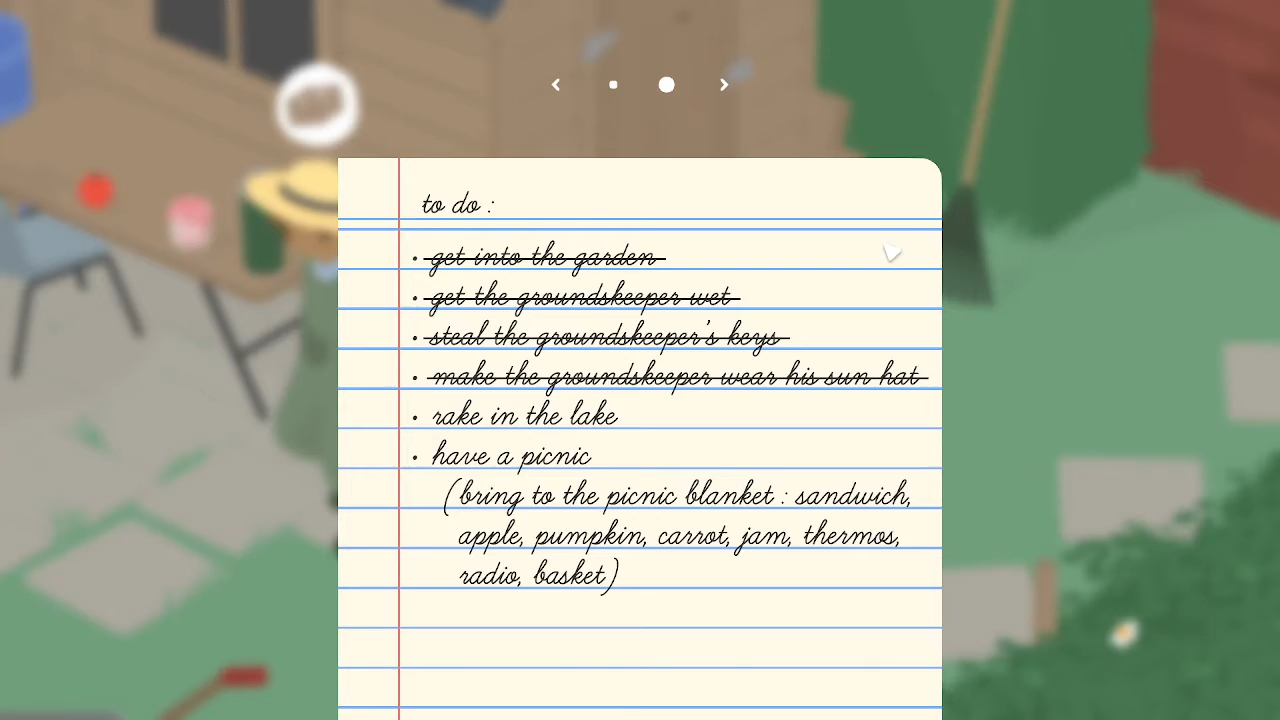 to do :
• get into the garden
• get the groundskeeper wet
• steal the groundskeeper's keys
• make the groundskeeper wear his sun hat
• rake in the lake
• have a picnic
(bring to the picnic blanket : sandwich,
apple, pumpkin, carrot, jam, thermos,
radio, basket)